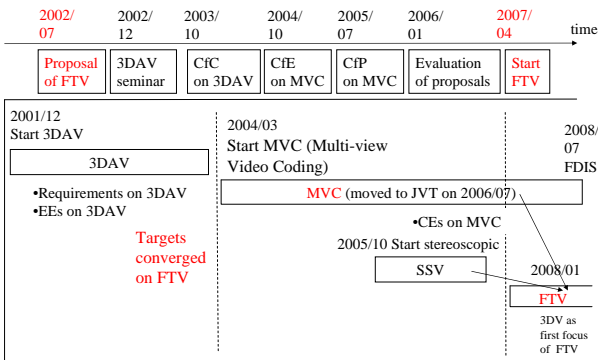 2002/ 2002/ 2003/ 2004/ 2005/ 2006/ 2007/
07 12 10 10 07 01 04
time
Proposal
of FTV
3DAV
seminar
CfC
on 3DAV
CfE
on MVC
CfP
on MVC
Evaluation
of proposals
Start
FTV
2001/12
Start 3DAV
3DAV
•Requirements on 3DAV
•EEs on 3DAV
Targets
converged
on FTV
2004/03
Start MVC (Multi-view
Video Coding)
2008/
07
FDIS
MVC (moved to JVT on 2006/07)
•CEs on MVC
2005/10 Start stereoscopic
SSV
2008/01
FTV
3DV as
first focus
of FTV